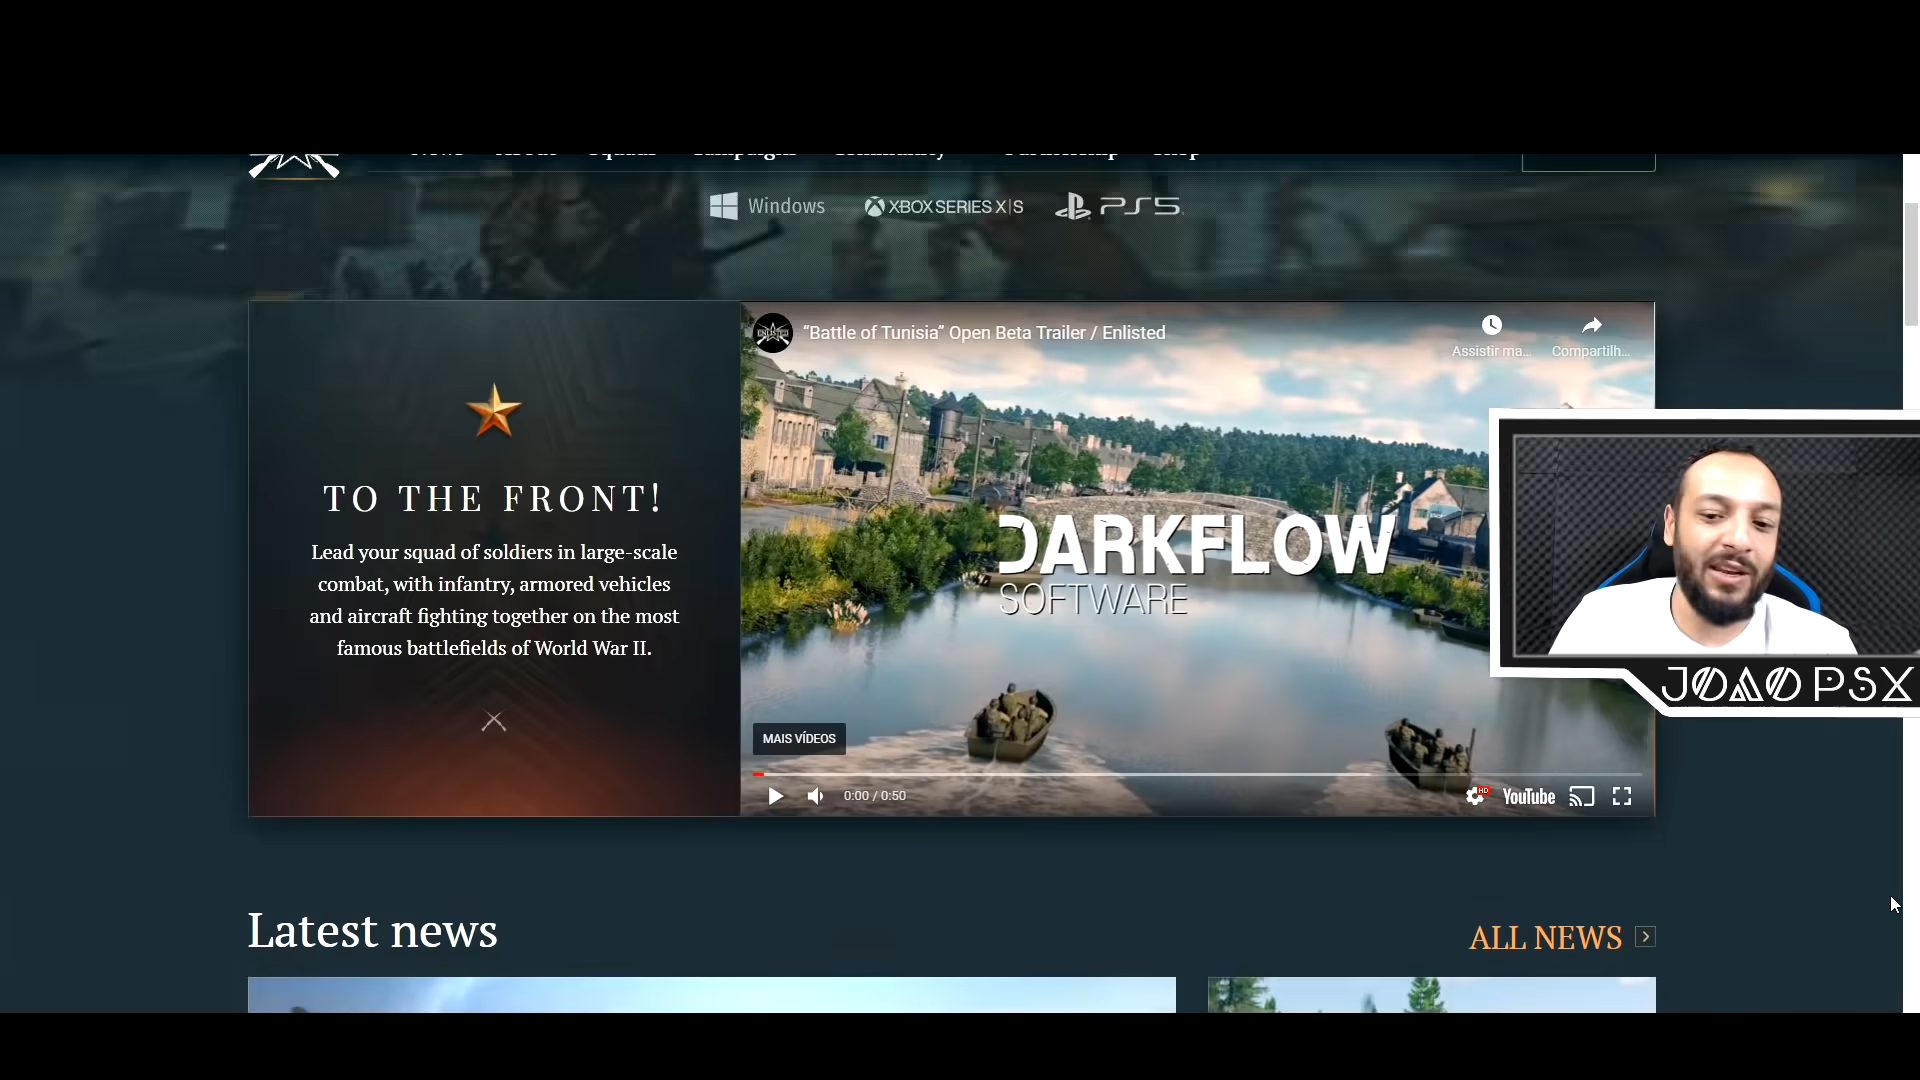 Windows
XBOX SERIES X|S
PS5
ENLISTED
“Battle of Tunisia” Open Beta Trailer / Enlisted
Assistir ma...
Compartilh...
TO THE FRONT!
Lead your squad of soldiers in large-scale
combat, with infantry, armored vehicles
and aircraft fighting together on the most
famous battlefields of World War II.
DARKFLOW
SOFTWARE
JOAO PSX
MAIS VÍDEOS
0:00 / 0:50
HD
YouTube
Latest news
ALL NEWS